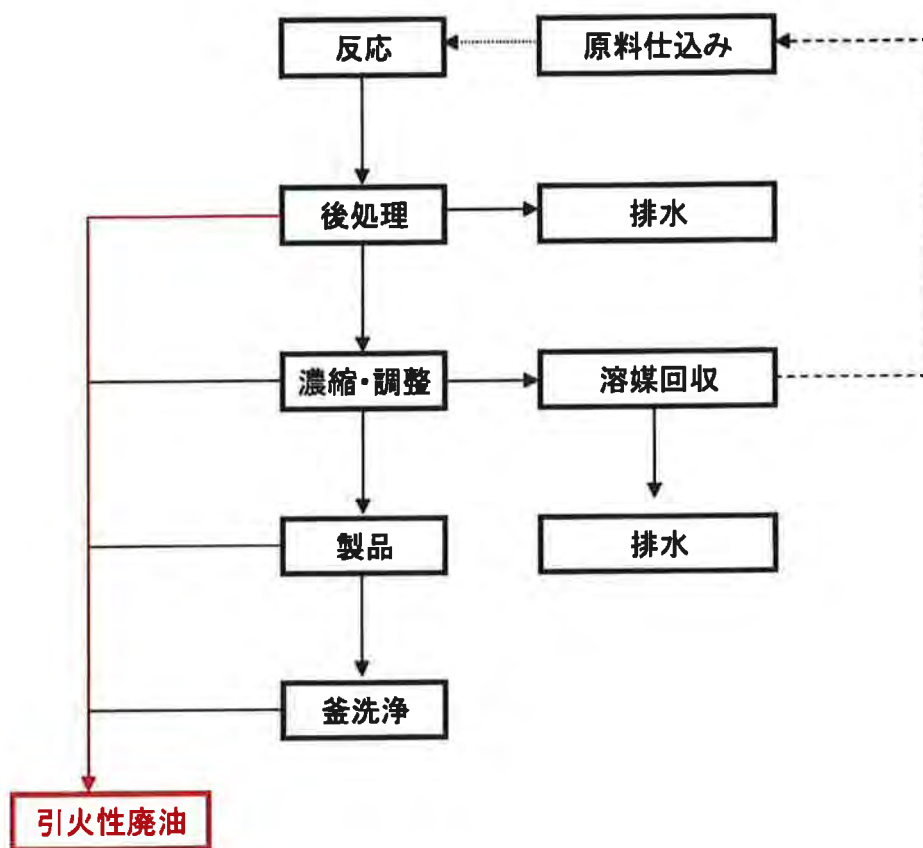 反応
原料仕込み
後処理
排水
濃縮・調整
溶媒回収
製品
排水
釜洗浄
引火性廃油